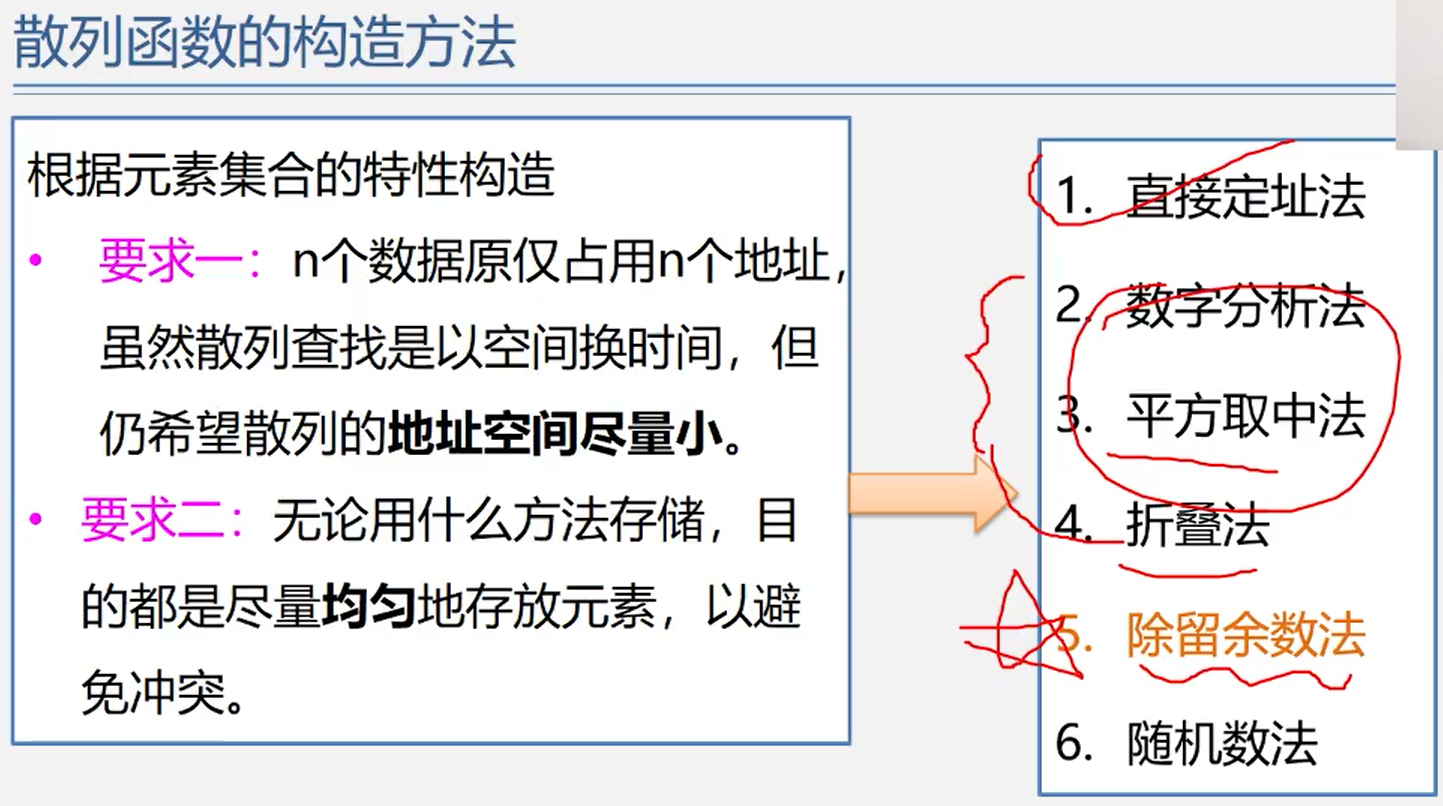 散列函数的构造方法
根据元素集合的特性构造
• 要求一：n个数据原仅占用n个地址，
虽然散列查找是以空间换时间，但
仍希望散列的地址空间尽量小。
• 要求二：无论用什么方法存储，目
的都是尽量均匀地存放元素，以避
免冲突。
1. 直接定址法
2. 数字分析法
3. 平方取中法
4. 折叠法
5. 除留余数法
6. 随机数法